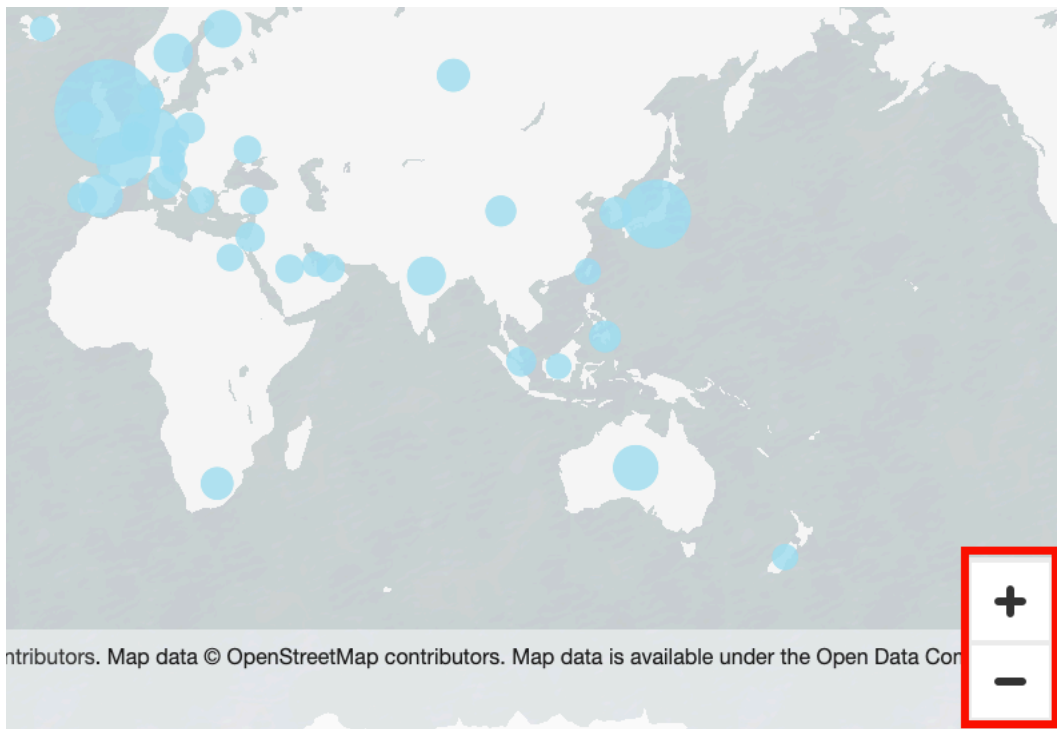 ntributors. Map data © OpenStreetMap contributors. Map data is available under the Open Data Con
+
−